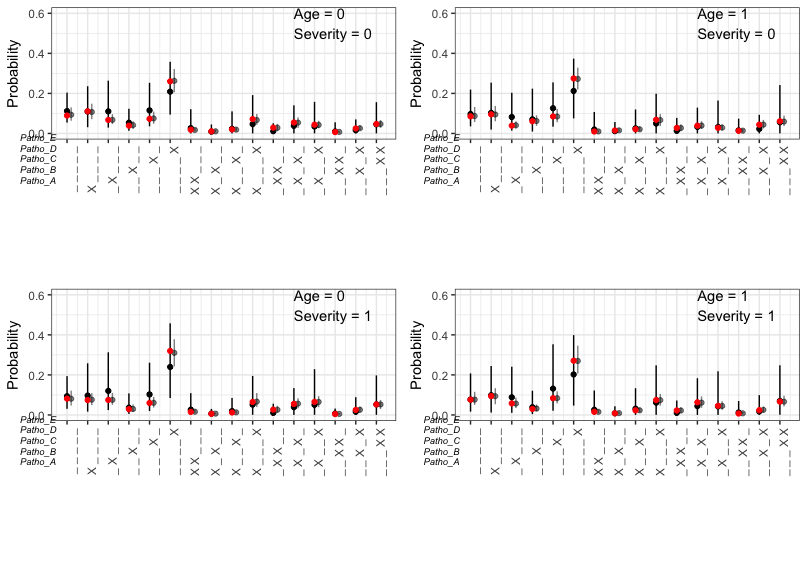 Age = 0
Severity = 0
Probability
0.6
0.4
0.2
0.0
Patho_E
Patho_D
Patho_C
Patho_B
Patho_A
Age = 1
Severity = 0
Probability
0.6
0.4
0.2
0.0
Patho_E
Patho_D
Patho_C
Patho_B
Patho_A
Age = 0
Severity = 1
Probability
0.6
0.4
0.2
0.0
Patho_E
Patho_D
Patho_C
Patho_B
Patho_A
Age = 1
Severity = 1
Probability
0.6
0.4
0.2
0.0
Patho_E
Patho_D
Patho_C
Patho_B
Patho_A